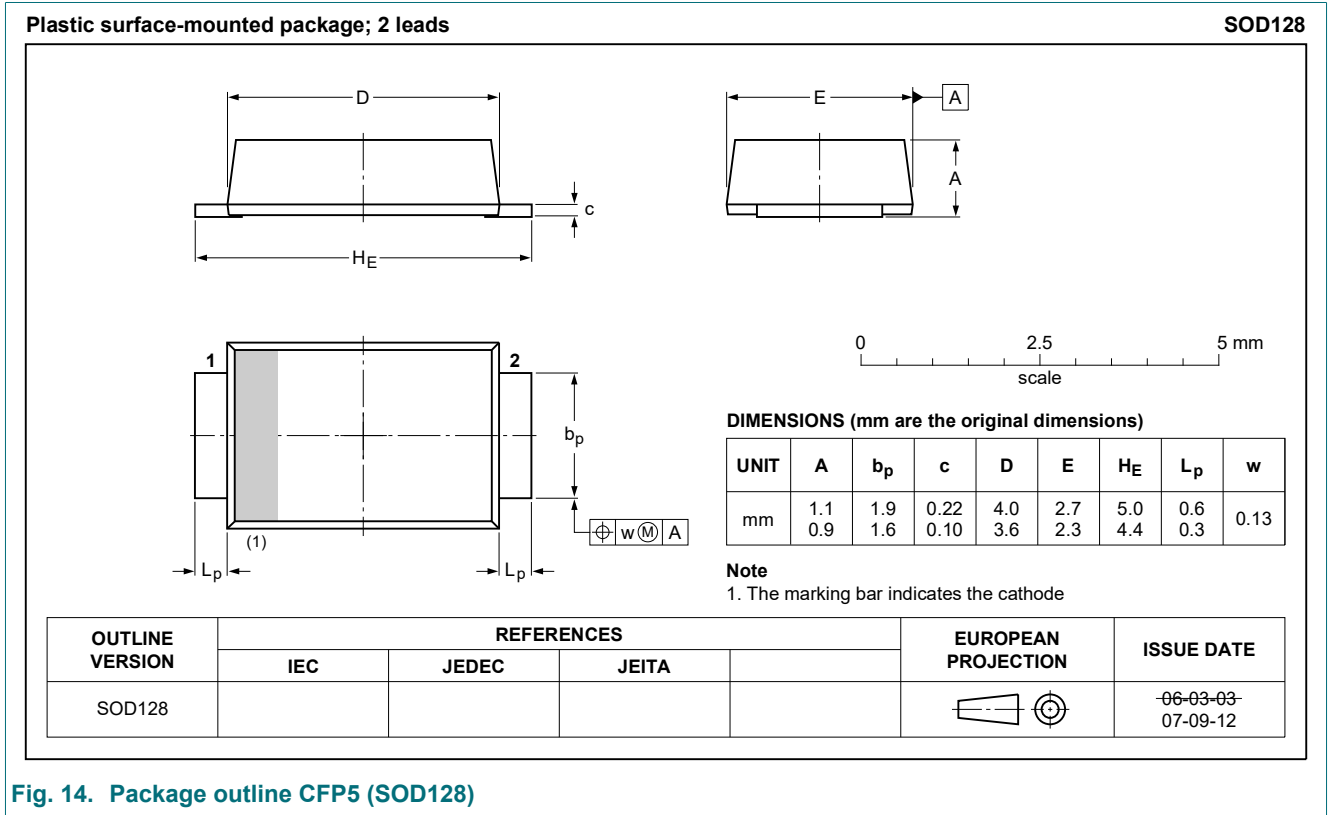 Plastic surface-mounted package; 2 leads SOD128
D E A
A
c
HE
1 2
bp
w Ⓜ A
(1)
Lp Lp
0 2.5 5 mm
scale
DIMENSIONS (mm are the original dimensions)
UNIT A bp c D E HE Lp w
mm 1.1 0.9 1.9 1.6 0.22 0.10 4.0 3.6 2.7 2.3 5.0 4.4 0.6 0.3 0.13
Note
1. The marking bar indicates the cathode
OUTLINE VERSION REFERENCES EUROPEAN PROJECTION ISSUE DATE
IEC JEDEC JEITA
SOD128 06-03-03
07-09-12
Fig. 14. Package outline CFP5 (SOD128)